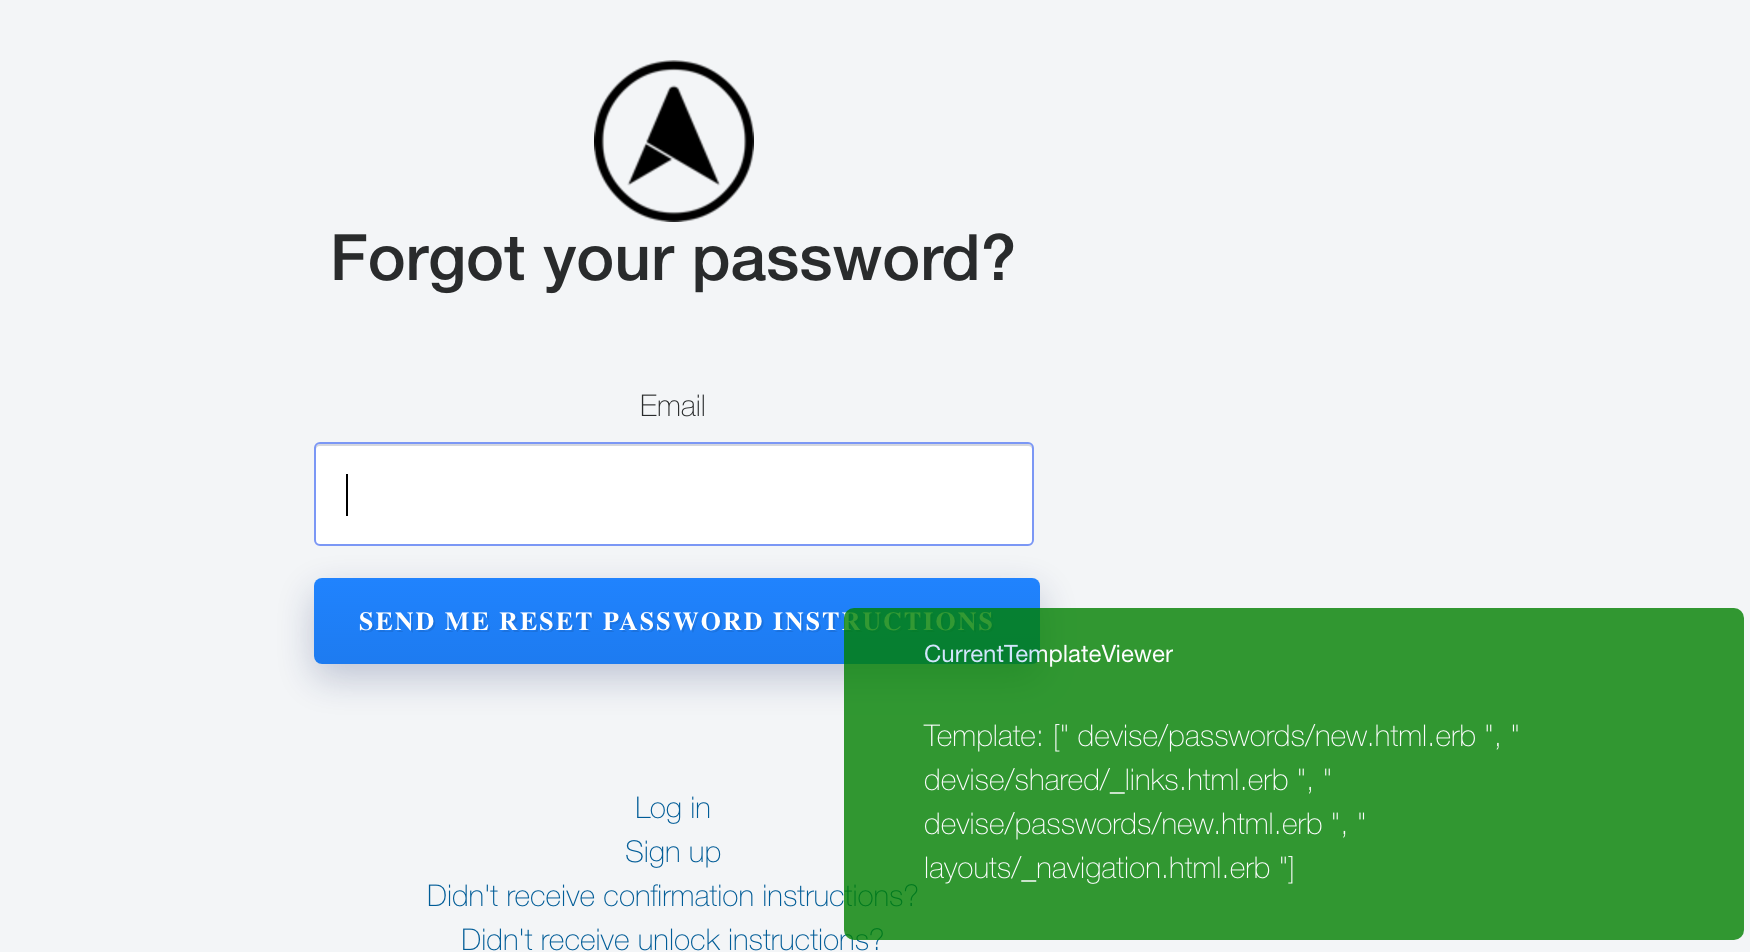 Forgot your password?
Email
SEND ME RESET PASSWORD INSTRUCTIONS
CurrentTemplateViewer
Template: [" devise/passwords/new.html.erb ", "
devise/shared/_links.html.erb ", "
devise/passwords/new.html.erb ", "
layouts/_navigation.html.erb "]
Log in
Sign up
Didn't receive confirmation instructions?
Didn't receive unlock instructions?